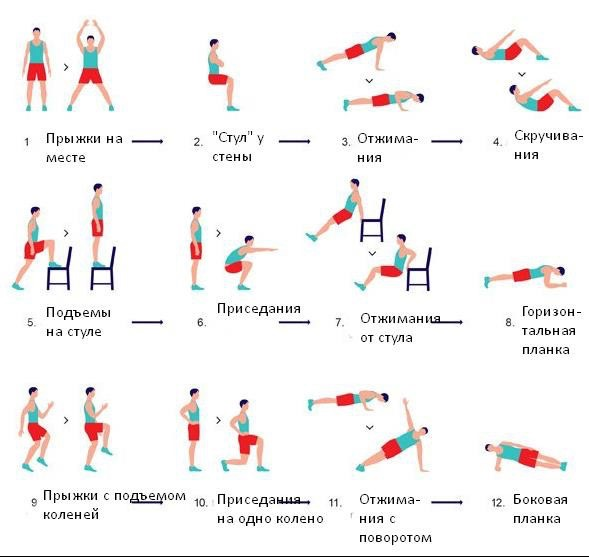 1 Прыжки на
месте
2. "Стул" у
стены
3. Отжима-
ния
4. Скручива-
ния
5. Подъемы
на стуле
6. Приседания
7. Отжимания
от стула
8. Горизон-
тальная
планка
9 Прыжки с подъемом
коленей
10. Приседания
на одно колено
11. Отжима-
ния с
поворотом
12. Боковая
планка